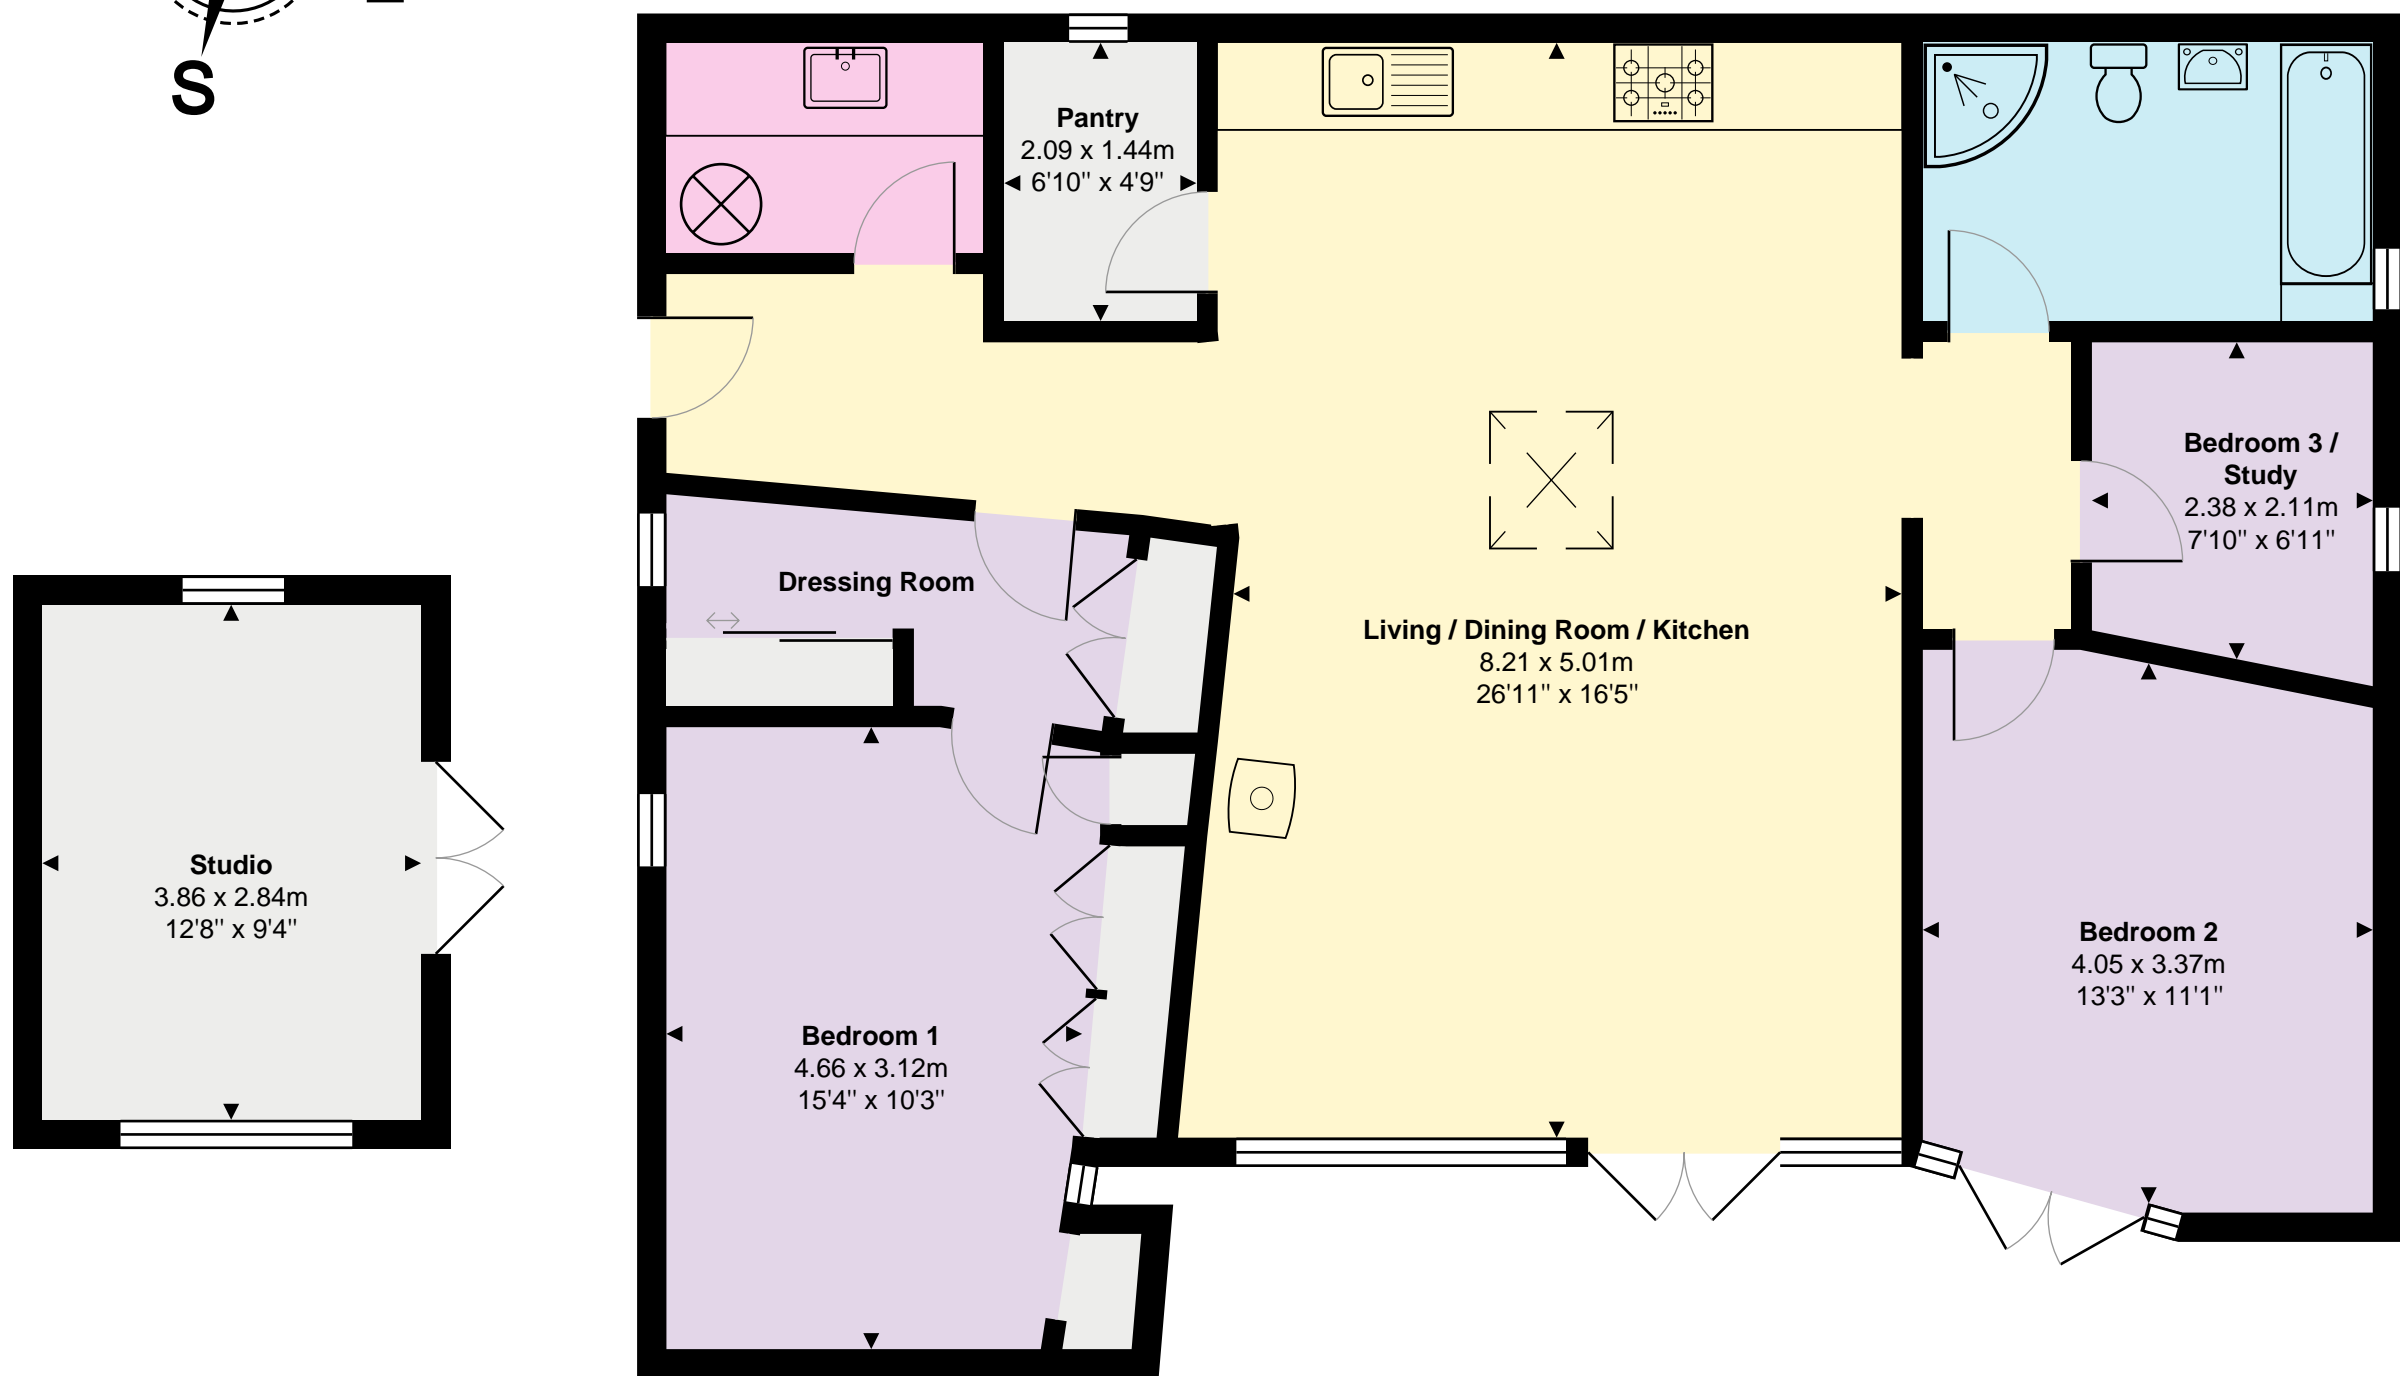 S
Pantry
2.09 x 1.44m
6'10" x 4'9"
Bedroom 3 /
Study
2.38 x 2.11m
7'10" x 6'11"
Dressing Room
Living / Dining Room / Kitchen
8.21 x 5.01m
26'11" x 16'5"
Studio
3.86 x 2.84m
12'8" x 9'4"
Bedroom 2
4.05 x 3.37m
13'3" x 11'1"
Bedroom 1
4.66 x 3.12m
15'4" x 10'3"